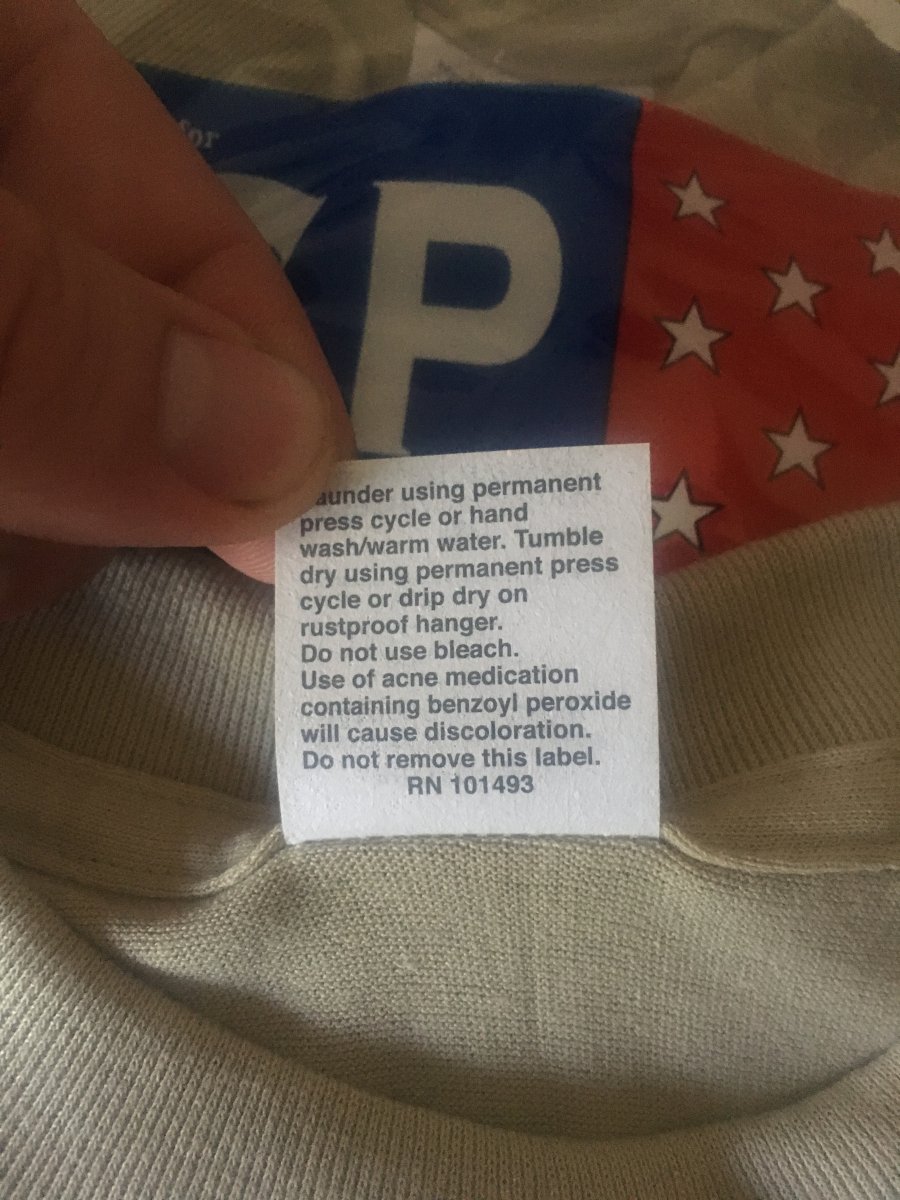 for
P
aunder using permanent
press cycle or hand
wash/warm water. Tumble
dry using permanent press
cycle or drip dry on
rustproof hanger.
Do not use bleach.
Use of acne medication
containing benzoyl peroxide
will cause discoloration.
Do not remove this label.
RN 101493